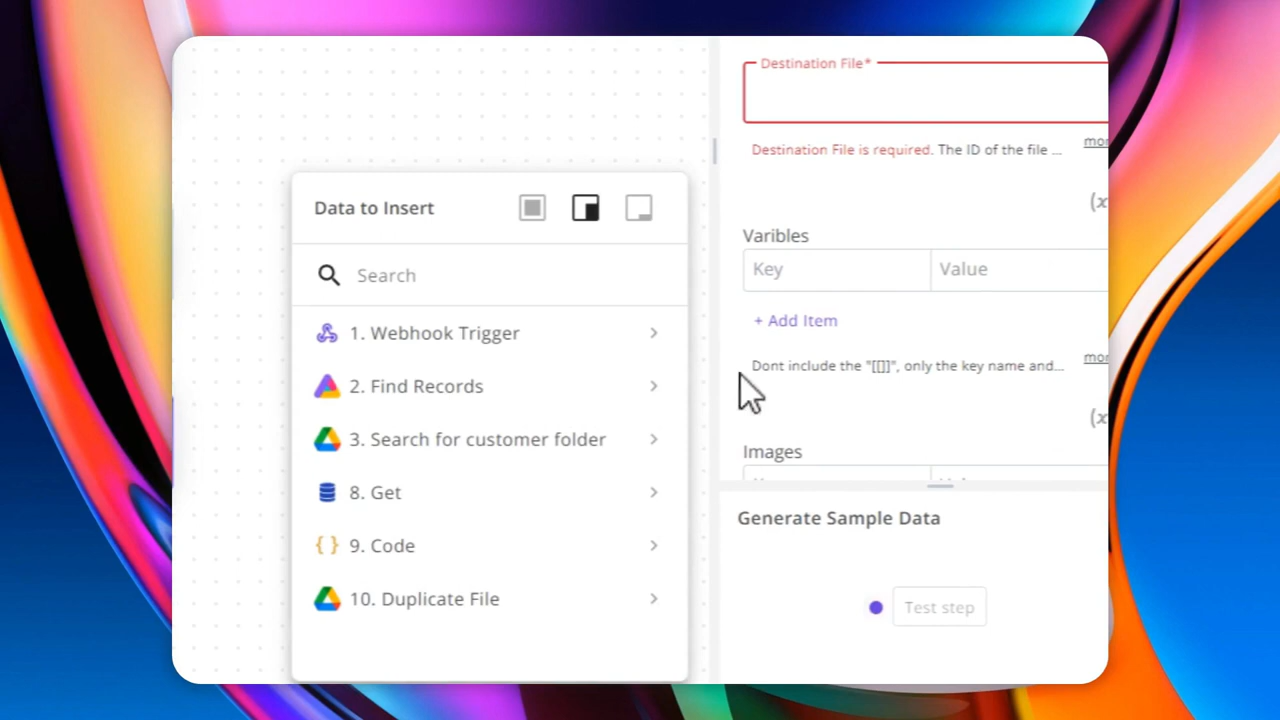 Destination File*
Destination File is required. The ID of the file ...
Varibles
Key Value
+ Add Item
Dont include the "[[]]", only the key name and...
Images
Generate Sample Data
Test step
Data to Insert
Search
1. Webhook Trigger
2. Find Records
3. Search for customer folder
8. Get
9. Code
10. Duplicate File